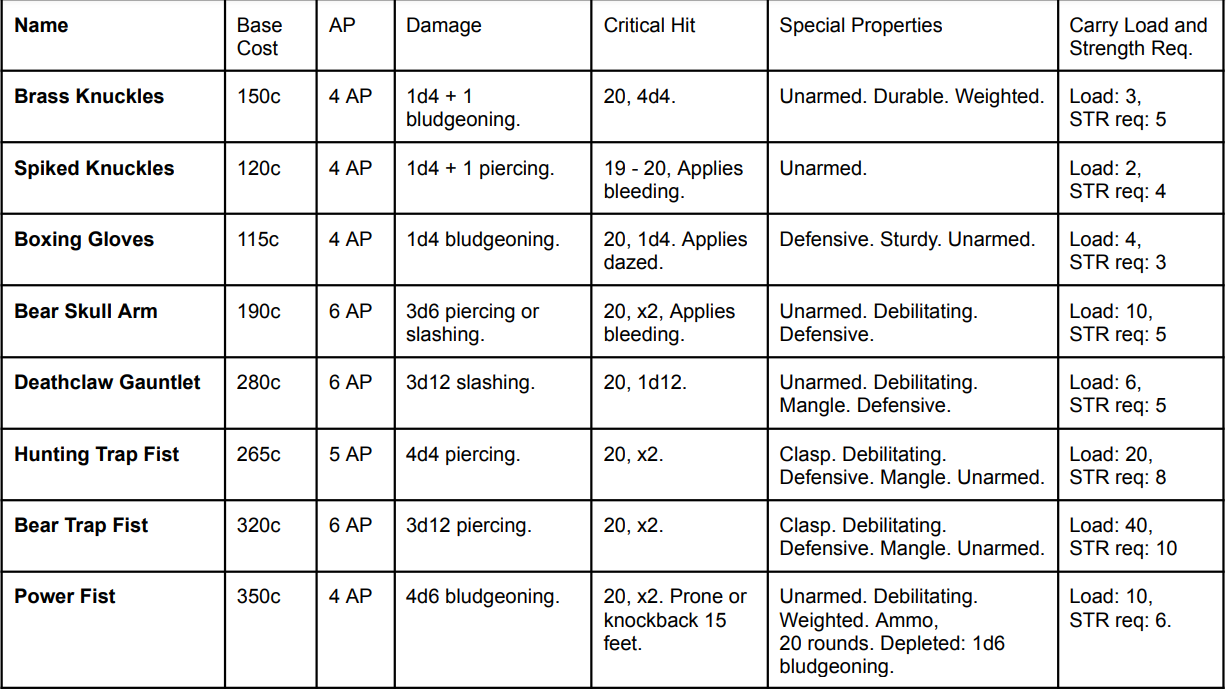 Name
Base
Cost
AP
Damage
Critical Hit
Special Properties
Carry Load and
Strength Req.
Brass Knuckles
150c
4 AP
1d4 + 1
bludgeoning.
20, 4d4.
Unarmed. Durable. Weighted.
Load: 3,
STR req: 5
Spiked Knuckles
120c
4 AP
1d4 + 1 piercing.
19 - 20, Applies
bleeding.
Unarmed.
Load: 2,
STR req: 4
Boxing Gloves
115c
4 AP
1d4 bludgeoning.
20, 1d4. Applies
dazed.
Defensive. Sturdy. Unarmed.
Load: 4,
STR req: 3
Bear Skull Arm
190c
6 AP
3d6 piercing or
slashing.
20, x2, Applies
bleeding.
Unarmed. Debilitating.
Defensive.
Load: 10,
STR req: 5
Deathclaw Gauntlet
280c
6 AP
3d12 slashing.
20, 1d12.
Unarmed. Debilitating.
Mangle. Defensive.
Load: 6,
STR req: 5
Hunting Trap Fist
265c
5 AP
4d4 piercing.
20, x2.
Clasp. Debilitating.
Defensive. Mangle. Unarmed.
Load: 20,
STR req: 8
Bear Trap Fist
320c
6 AP
3d12 piercing.
20, x2.
Clasp. Debilitating.
Defensive. Mangle. Unarmed.
Load: 40,
STR req: 10
Power Fist
350c
4 AP
4d6 bludgeoning.
20, x2. Prone or
knockback 15
feet.
Unarmed. Debilitating.
Weighted. Ammo,
20 rounds. Depleted: 1d6
bludgeoning.
Load: 10,
STR req: 6.